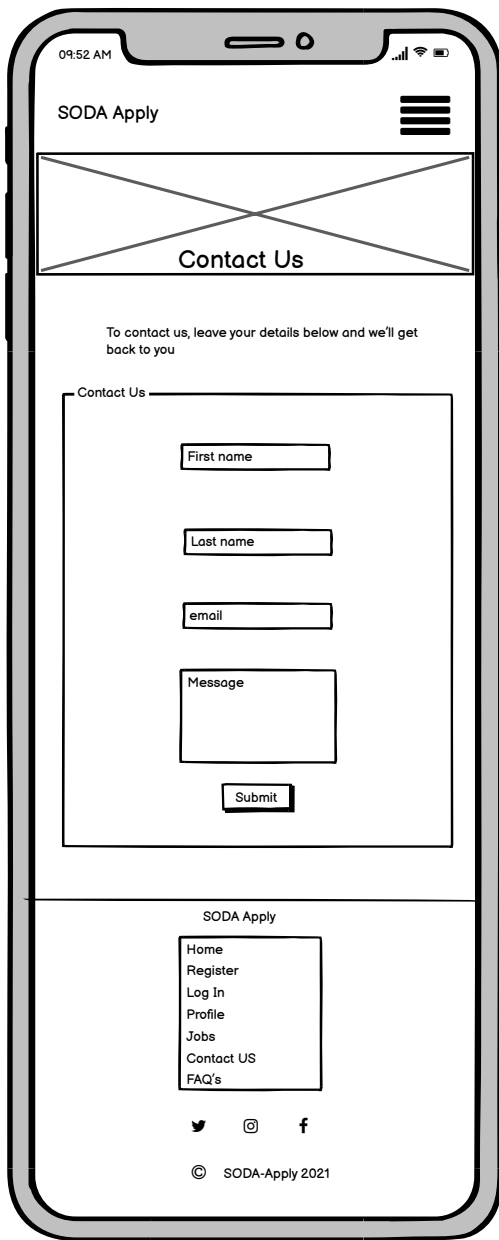 09:52 AM
SODA Apply
Contact Us
To contact us, leave your details below and we'll get
back to you
Contact Us
First name
Last name
email
Message
Submit
SODA Apply
Home
Register
Log In
Profile
Jobs
Contact US
FAQ's
© SODA-Apply 2021